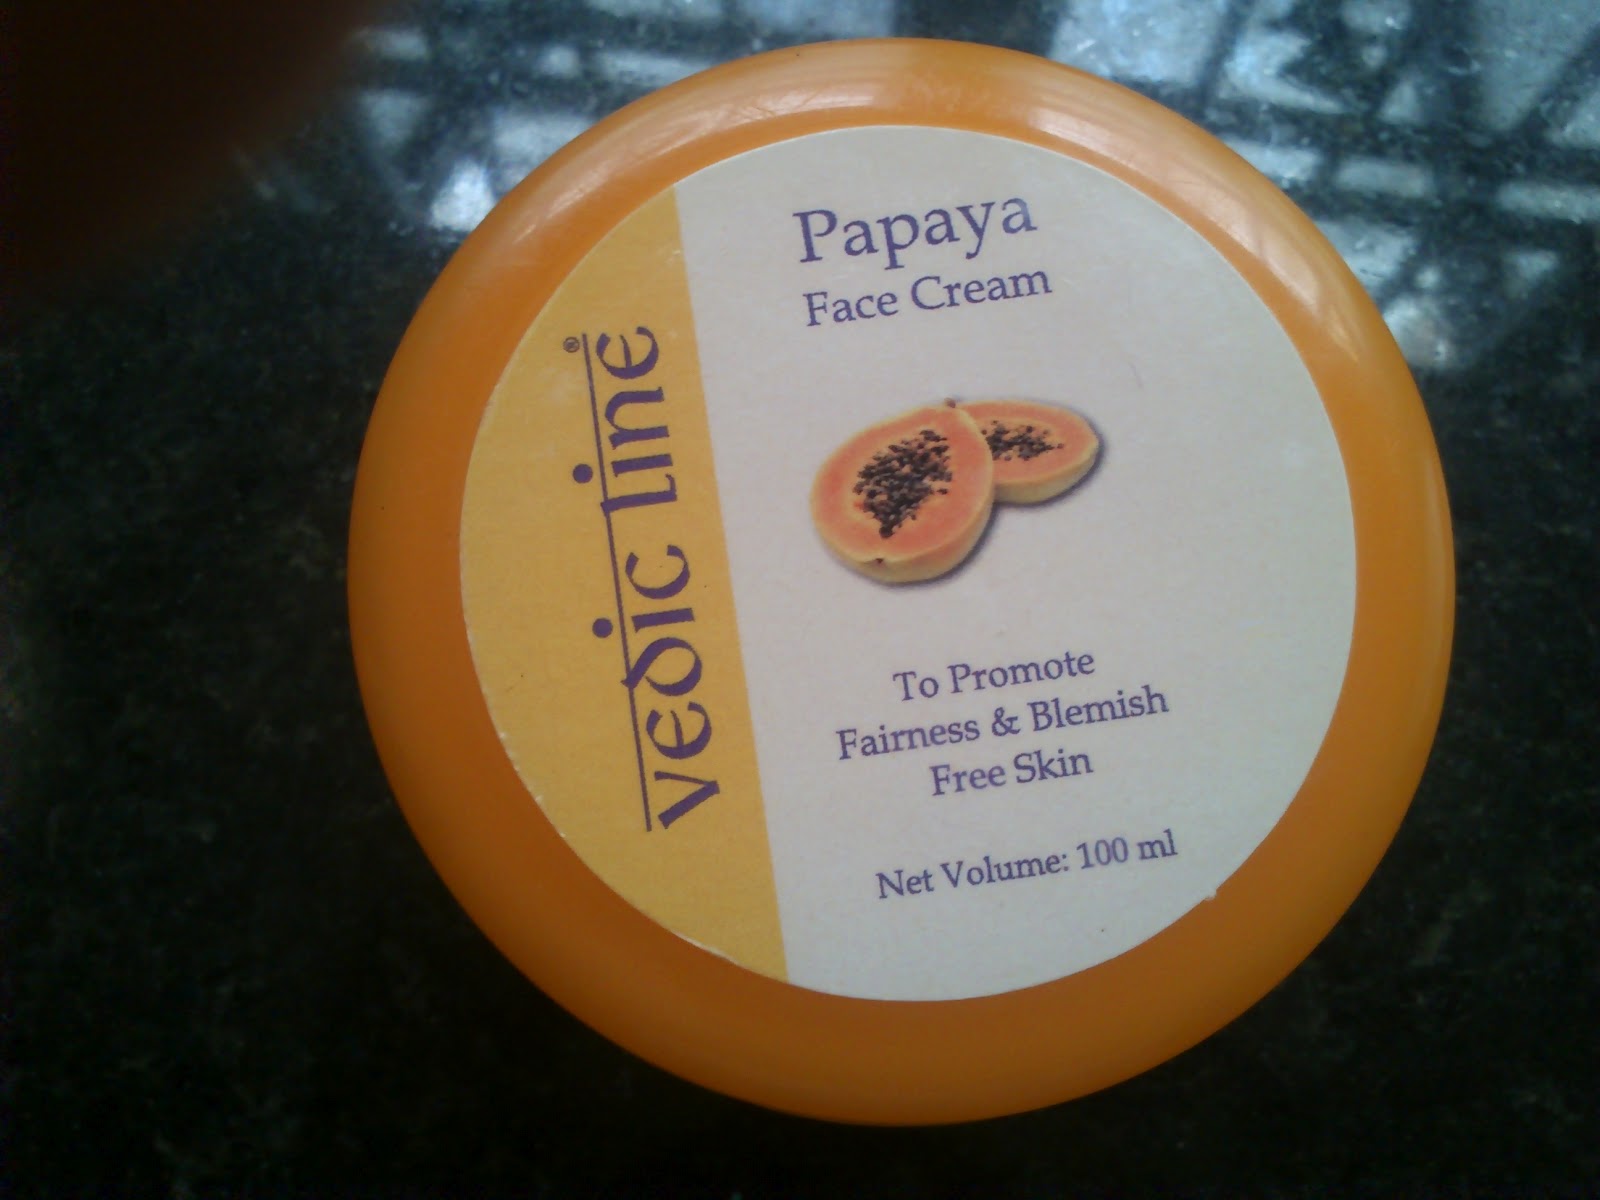 Papaya
Face Cream
vedic line®
To Promote
Fairness & Blemish
Free Skin
Net Volume: 100 ml